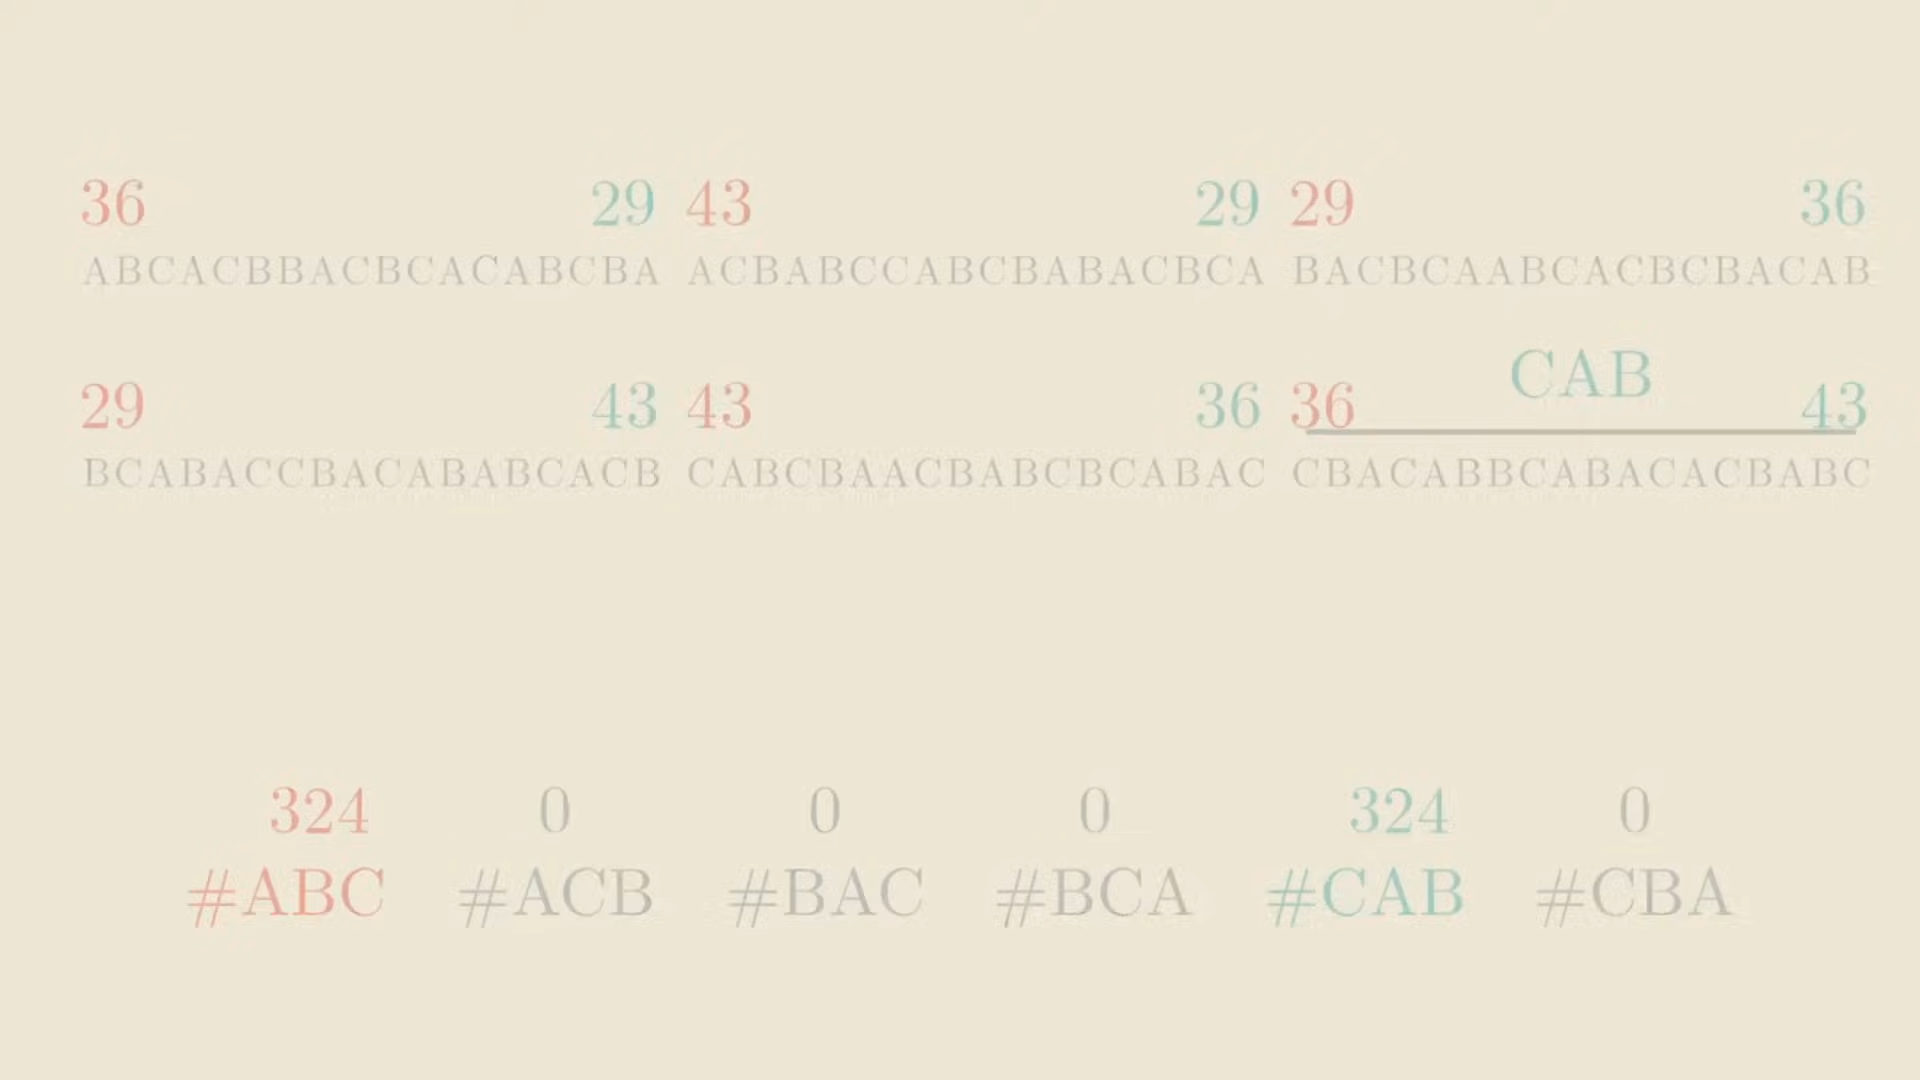 36 29 43 29 29 36
ABCACBBACBCACABCBA ACBABCCABCBABACBCA BACBCAABCACBCBACAB
CAB
29 43 43 36 36 43
BCABACCBACABABCACB CABCBAACBABCBCABAC CBACABBCABACACBABC
324 0 0 0 324 0
#ABC #ACB #BAC #BCA #CAB #CBA